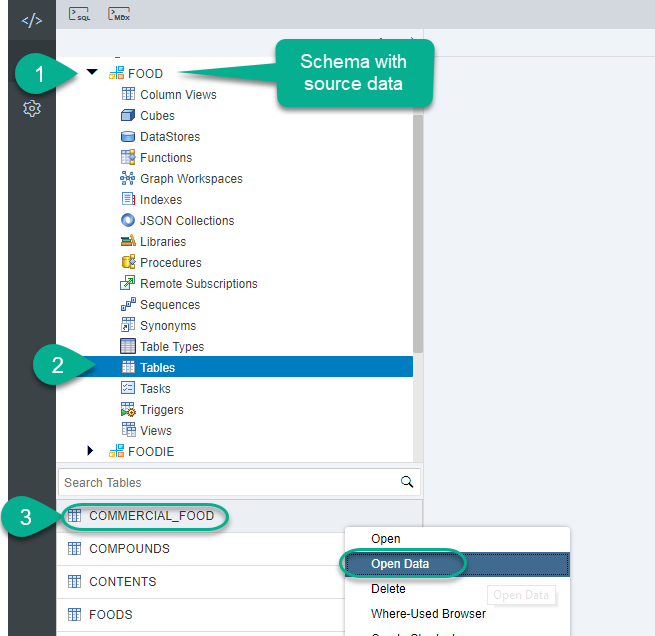 </>
SQL
MDX
1
FOOD
Schema with
source data
Column Views
Cubes
DataStores
Functions
Graph Workspaces
Indexes
JSON Collections
Libraries
Procedures
Remote Subscriptions
Sequences
Synonyms
Table Types
2
Tables
Tasks
Triggers
Views
FOODIE
Search Tables
3
COMMERCIAL_FOOD
COMPOUNDS
CONTENTS
FOODS
Open
Open Data
Delete
Open Data
Where-Used Browser